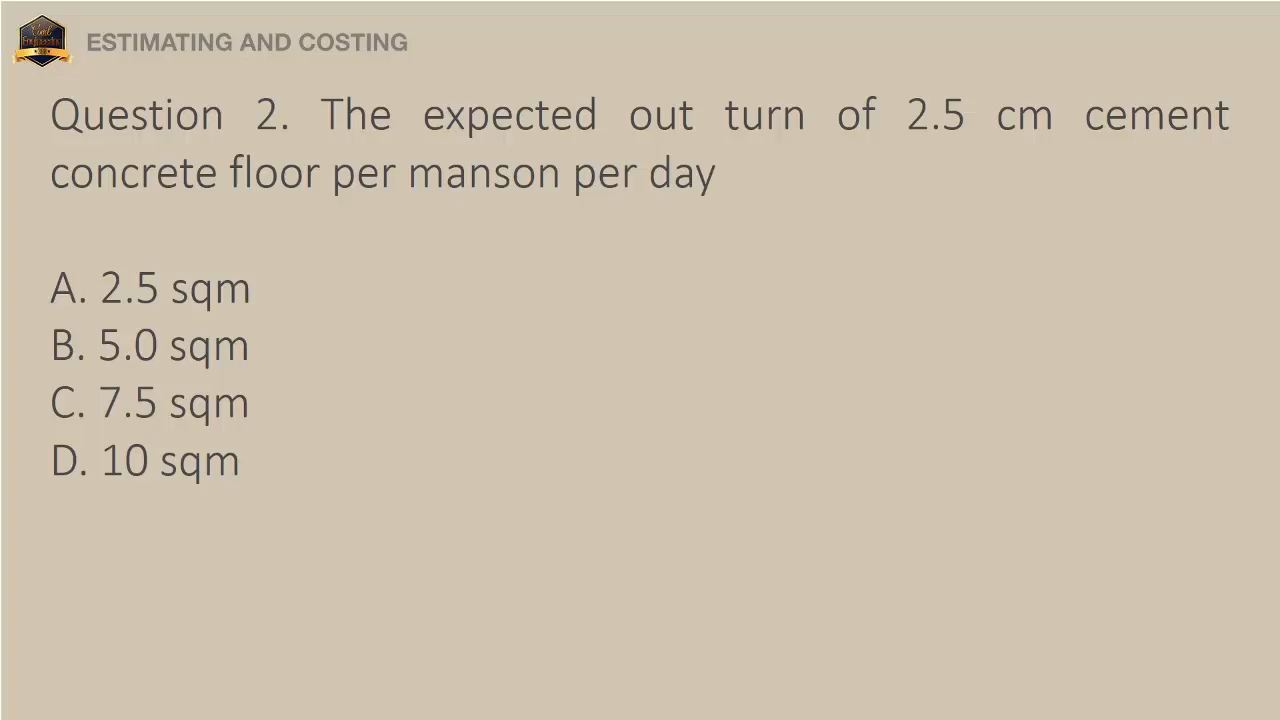 ESTIMATING AND COSTING
Question 2. The expected out turn of 2.5 cm cement
concrete floor per manson per day
A. 2.5 sqm
B. 5.0 sqm
C. 7.5 sqm
D. 10 sqm